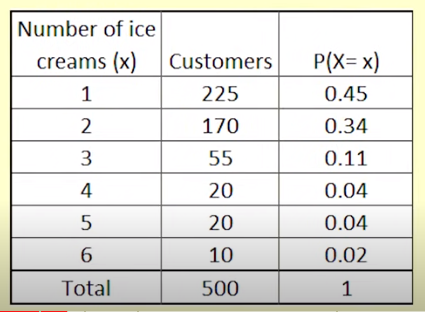 Number of ice
creams (x) Customers P(X= x)
1 225 0.45
2 170 0.34
3 55 0.11
4 20 0.04
5 20 0.04
6 10 0.02
Total 500 1